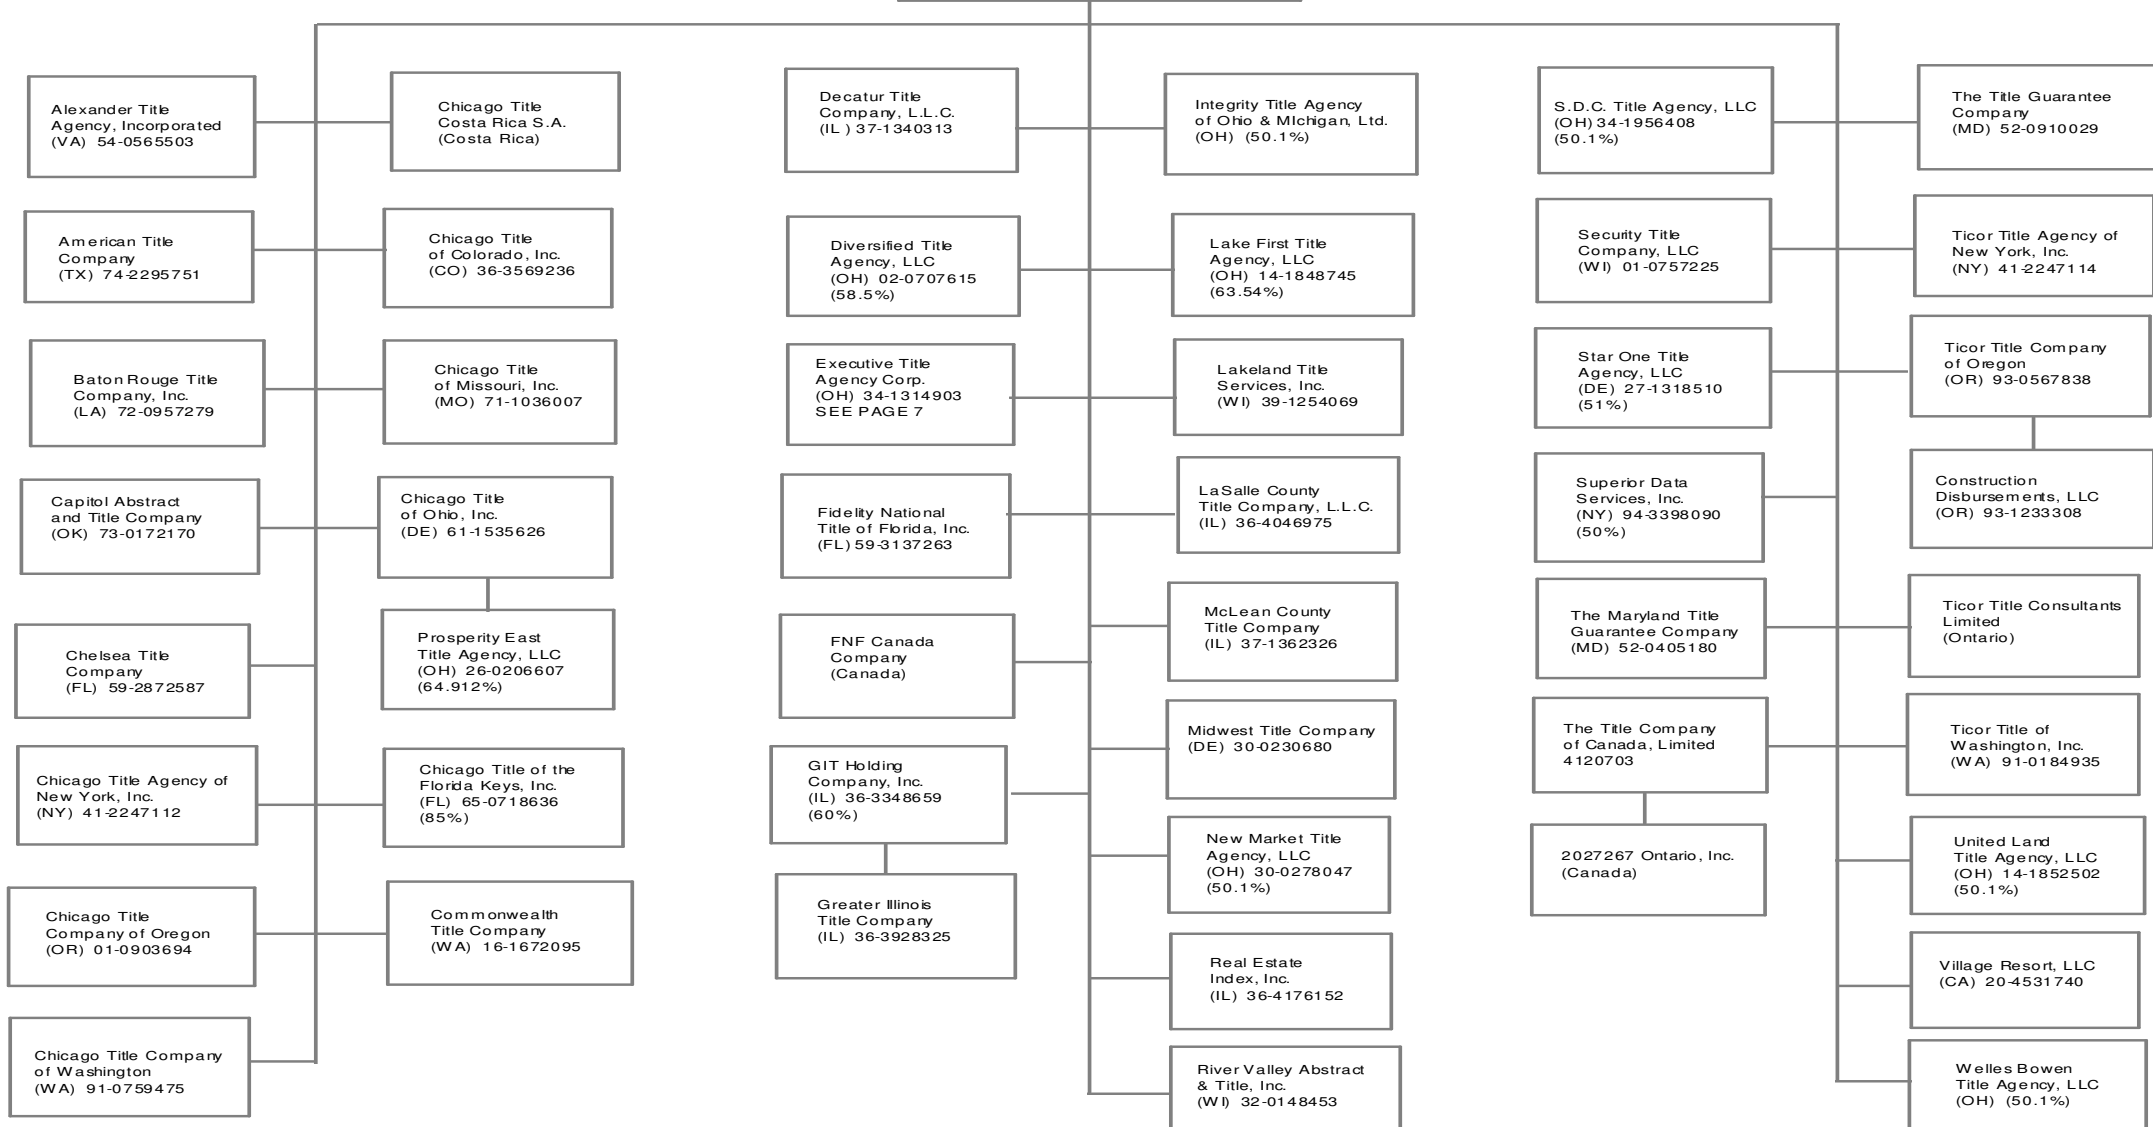 Alexander Title
Agency, Incorporated
(VA) 54-0565503
American Title
Company
(TX) 74-2295751
Baton Rouge Title
Company, Inc.
(LA) 72-0957279
Capitol Abstract
and Title Company
(OK) 73-0172170
Chelsea Title
Company
(FL) 59-2872587
Chicago Title Agency of
New York, Inc.
(NY) 41-2247112
Chicago Title
Company of Oregon
(OR) 01-0903694
Chicago Title Company
of Washington
(WA) 91-0759475
Chicago Title
Costa Rica S.A.
(Costa Rica)
Chicago Title
of Colorado, Inc.
(CO) 36-3569236
Chicago Title
of Missouri, Inc.
(MO) 71-1036007
Chicago Title
of Ohio, Inc.
(DE) 61-1535626
Prosperity East
Title Agency, LLC
(OH) 26-0206607
(64.912%)
Chicago Title of the
Florida Keys, Inc.
(FL) 65-0718636
(85%)
Commonwealth
Title Company
(WA) 16-1672095
Decatur Title
Company, L.L.C.
(IL ) 37-1340313
Diversified Title
Agency, LLC
(OH) 02-0707615
(58.5%)
Executive Title
Agency Corp.
(OH) 34-1314903
SEE PAGE 7
Fidelity National
Title of Florida, Inc.
(FL) 59-3137263
FNF Canada
Company
(Canada)
GIT Holding
Company, Inc.
(IL) 36-3348659
(60%)
Greater Illinois
Title Company
(IL) 36-3928325
Integrity Title Agency
of Ohio & MIchigan, Ltd.
(OH) (50.1%)
Lake First Title
Agency, LLC
(OH) 14-1848745
(63.54%)
Lakeland Title
Services, Inc.
(WI) 39-1254069
LaSalle County
Title Company, L.L.C.
(IL) 36-4046975
McLean County
Title Company
(IL) 37-1362326
Midwest Title Company
(DE) 30-0230680
New Market Title
Agency, LLC
(OH) 30-0278047
(50.1%)
Real Estate
Index, Inc.
(IL) 36-4176152
River Valley Abstract
& Title, Inc.
(WI) 32-0148453
S.D.C. Title Agency, LLC
(OH) 34-1956408
(50.1%)
Security Title
Company, LLC
(WI) 01-0757225
Star One Title
Agency, LLC
(DE) 27-1318510
(51%)
Superior Data
Services, Inc.
(NY) 94-3398090
(50%)
The Maryland Title
Guarantee Company
(MD) 52-0405180
The Title Company
of Canada, Limited
4120703
2027267 Ontario, Inc.
(Canada)
The Title Guarantee
Company
(MD) 52-0910029
Ticor Title Agency of
New York, Inc.
(NY) 41-2247114
Ticor Title Company
of Oregon
(OR) 93-0567838
Construction
Disbursements, LLC
(OR) 93-1233308
Ticor Title Consultants
Limited
(Ontario)
Ticor Title of
Washington, Inc.
(WA) 91-0184935
United Land
Title Agency, LLC
(OH) 14-1852502
(50.1%)
Village Resort, LLC
(CA) 20-4531740
Welles Bowen
Title Agency, LLC
(OH) (50.1%)